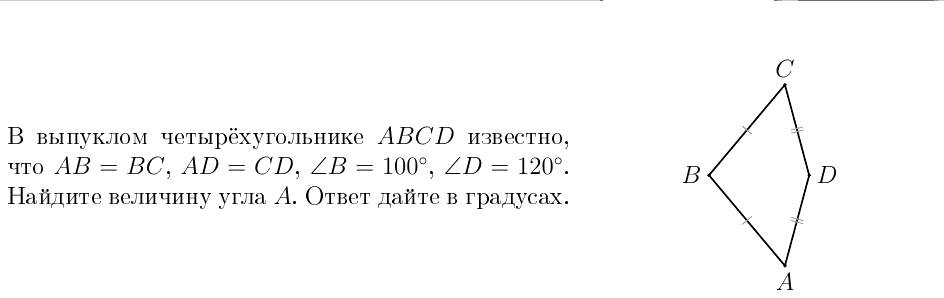 В выпуклом четырёхугольнике ABCD известно,
что AB = BC, AD = CD, ∠B = 100°, ∠D = 120°.
Найдите величину угла A. Ответ дайте в градусах.
C
B
D
A